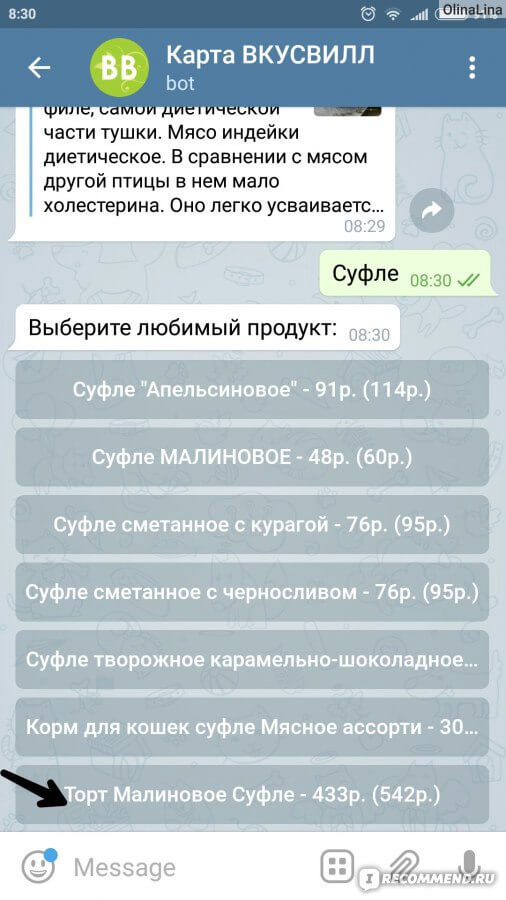 OlinaLina
8:30
Карта ВКУСВИЛЛ
BB
bot
филе, самой диетической
части тушки. Мясо индейки
диетическое. В сравнении с мясом
другой птицы в нем мало
холестерина. Оно легко усваиваетс...
08:29
Суфле 08:30
Выберите любимый продукт: 08:30
Суфле "Апельсиновое" - 91р. (114р.)
Суфле МАЛИНОВОЕ - 48р. (60р.)
Суфле сметанное с курагой - 76р. (95р.)
Суфле сметанное с черносливом - 76р. (95р.)
Суфле творожное карамельно-шоколадное...
Корм для кошек суфле Мясное ассорти - 30...
Торт Малиновое Суфле - 433р. (542р.)
Message
I RECOMMEND.RU